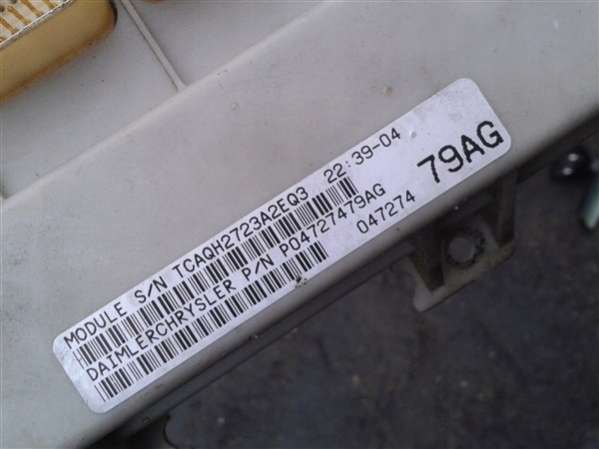 MODULE S/N TCAQH2723A2EQ3 22:39-04
DAIMLERCHRYSLER P/N P04727479AG
047274
79AG